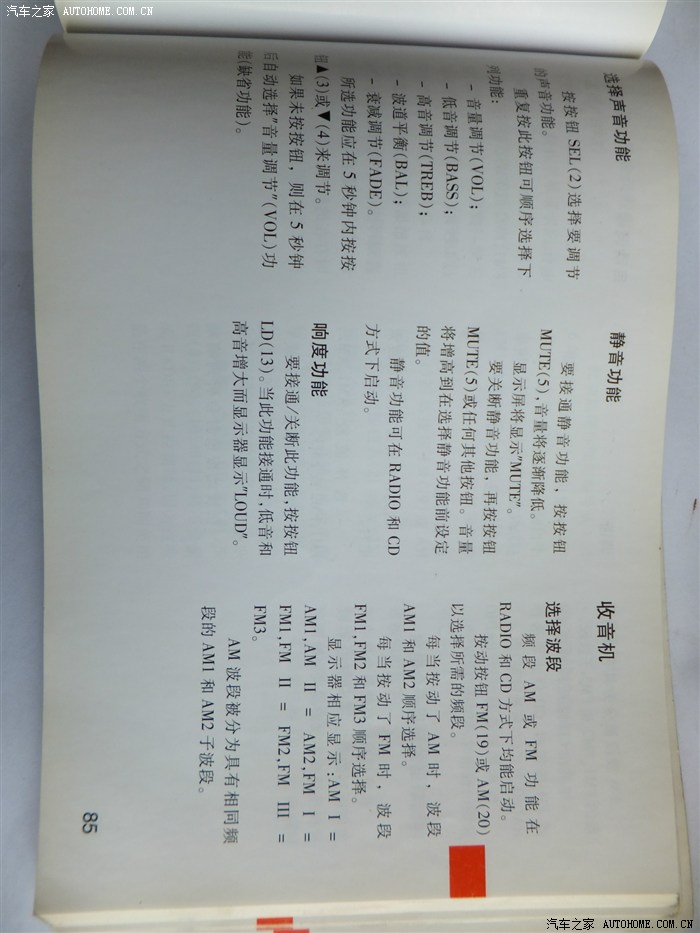 汽车之家 AUTOHOME.COM.CN
选择声音功能
按按钮 SEL(2)选择要调节
的声音功能。
重复按此按钮可顺序选择下
列功能：
- 音量调节(VOL)；
- 低音调节(BASS)；
- 高音调节(TREB)；
- 波道平衡(BAL)；
- 衰减调节(FADE)。
所选功能应在 5 秒钟内按按
钮▲(3)或▼(4)来调节。
如果未按按钮，则在 5 秒钟
后自动选择"音量调节"(VOL)功
能(缺省功能)。
静音功能
要接通静音功能，按按钮
MUTE(5),音量将逐渐降低。
显示屏将显示"MUTE"。
要关断静音功能，再按按钮
MUTE(5)或任何其他按钮。音量
将增高到在选择静音功能前设定
的值。
静音功能可在 RADIO 和 CD
方式下启动。
响度功能
要接通/关断此功能,按按钮
LD(13)。当此功能接通时,低音和
高音增大而显示器显示"LOUD"。
收音机
选择波段
频段 AM 或 FM 功能在
RADIO 和 CD 方式下均能启动。
按动按钮 FM(19)或 AM(20)
以选择所需的频段。
每当按动了 AM 时，波段
AM1 和 AM2 顺序选择。
每当按动了 FM 时，波段
FM1,FM2 和 FM3 顺序选择。
显示器相应显示:AM I =
AM1,AM II = AM2,FM I =
FM1,FM II = FM2,FM III =
FM3。
AM 波段被分为具有相同频
段的 AM1 和 AM2 子波段。
85
汽车之家 AUTOHOME.COM.CN